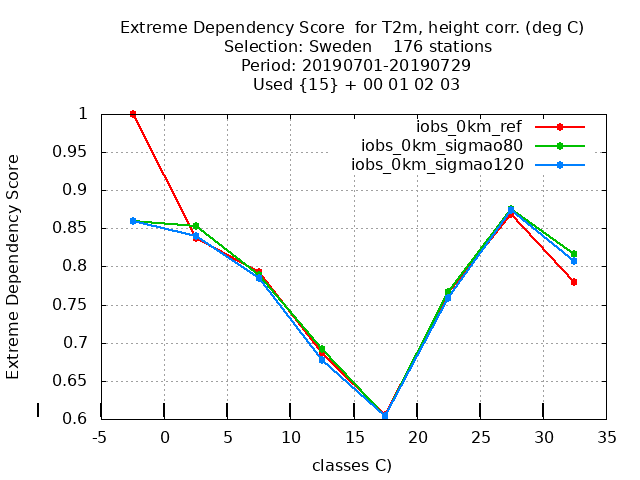 Extreme Dependency Score for T2m, height corr. (deg C)
Selection: Sweden 176 stations
Period: 20190701-20190729
Used {15} + 00 01 02 03
iobs_0km_ref
iobs_0km_sigmao80
iobs_0km_sigmao120
Extreme Dependency Score
1
0.95
0.9
0.85
0.8
0.75
0.7
0.65
0.6
-5 0 5 10 15 20 25 30 35
classes C)